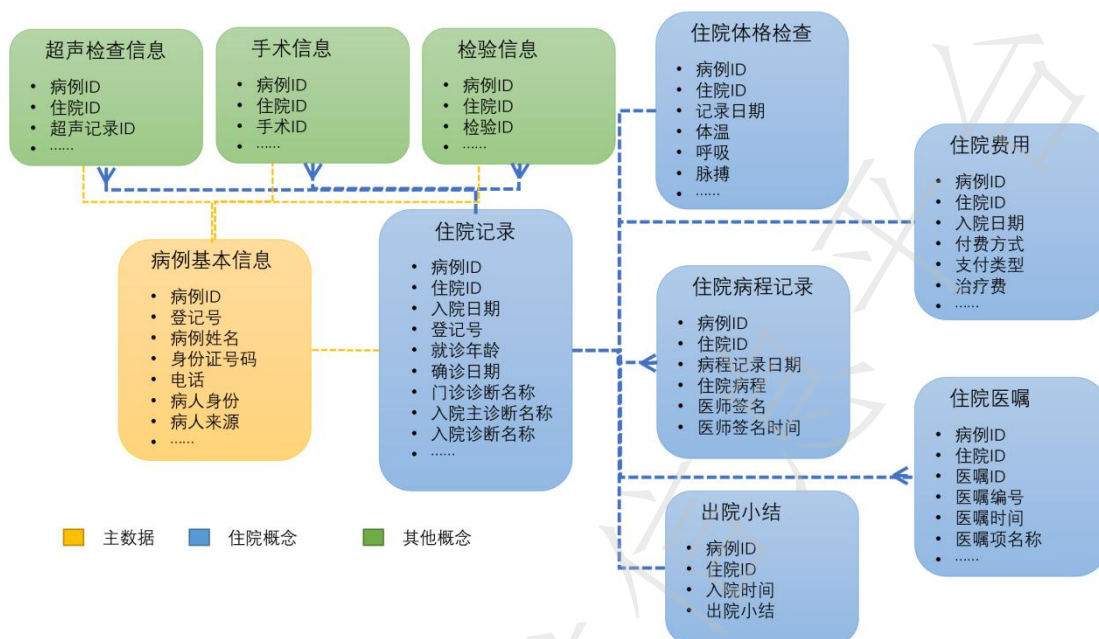 超声检查信息
• 病例ID
• 住院ID
• 超声记录ID
• ……
手术信息
• 病例ID
• 住院ID
• 手术ID
• ……
检验信息
• 病例ID
• 住院ID
• 检验ID
• ……
住院体格检查
• 病例ID
• 住院ID
• 记录日期
• 体温
• 呼吸
• 脉搏
• ……
住院费用
• 病例ID
• 住院ID
• 入院日期
• 付费方式
• 支付类型
• 治疗费
• ……
病例基本信息
• 病例ID
• 登记号
• 病例姓名
• 身份证号码
• 电话
• 病人身份
• 病人来源
• ……
住院记录
• 病例ID
• 住院ID
• 入院日期
• 登记号
• 就诊年龄
• 确诊日期
• 门诊诊断名称
• 入院主诊断名称
• 入院诊断名称
• ……
住院病程记录
• 病例ID
• 住院ID
• 病程记录日期
• 住院病程
• 医师签名
• 医师签名时间
住院医嘱
• 病例ID
• 住院ID
• 医嘱ID
• 医嘱编号
• 医嘱时间
• 医嘱项名称
• ……
出院小结
• 病例ID
• 住院ID
• 入院时间
• 出院小结
主数据
住院概念
其他概念